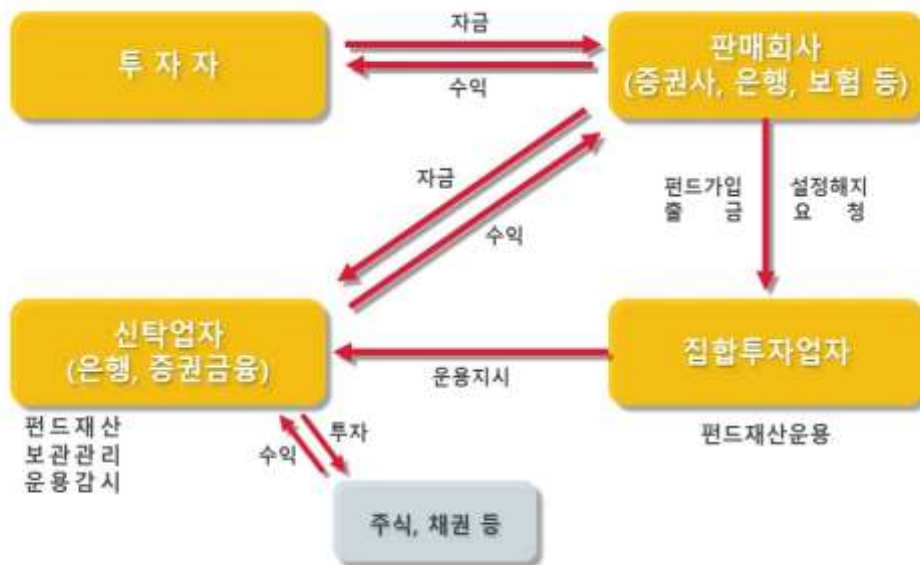 투 자 자
자금
수익
판매회사
(증권사, 은행, 보험 등)
자금
수익
펀드가입
출 금
설정해지
요 청
신탁업자
(은행, 증권금융)
운용지시
집합투자업자
펀드재산운용
펀드재산
보관관리
운용감시
수익
투자
주식, 채권 등